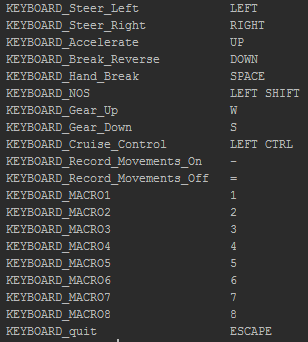 KEYBOARD_Steer_Left LEFT
KEYBOARD_Steer_Right RIGHT
KEYBOARD_Accelerate UP
KEYBOARD_Break_Reverse DOWN
KEYBOARD_Hand_Break SPACE
KEYBOARD_NOS LEFT SHIFT
KEYBOARD_Gear_Up W
KEYBOARD_Gear_Down S
KEYBOARD_Cruise_Control LEFT CTRL
KEYBOARD_Record_Movements_On -
KEYBOARD_Record_Movements_Off =
KEYBOARD_MACRO1 1
KEYBOARD_MACRO2 2
KEYBOARD_MACRO3 3
KEYBOARD_MACRO4 4
KEYBOARD_MACRO5 5
KEYBOARD_MACRO6 6
KEYBOARD_MACRO7 7
KEYBOARD_MACRO8 8
KEYBOARD_quit ESCAPE